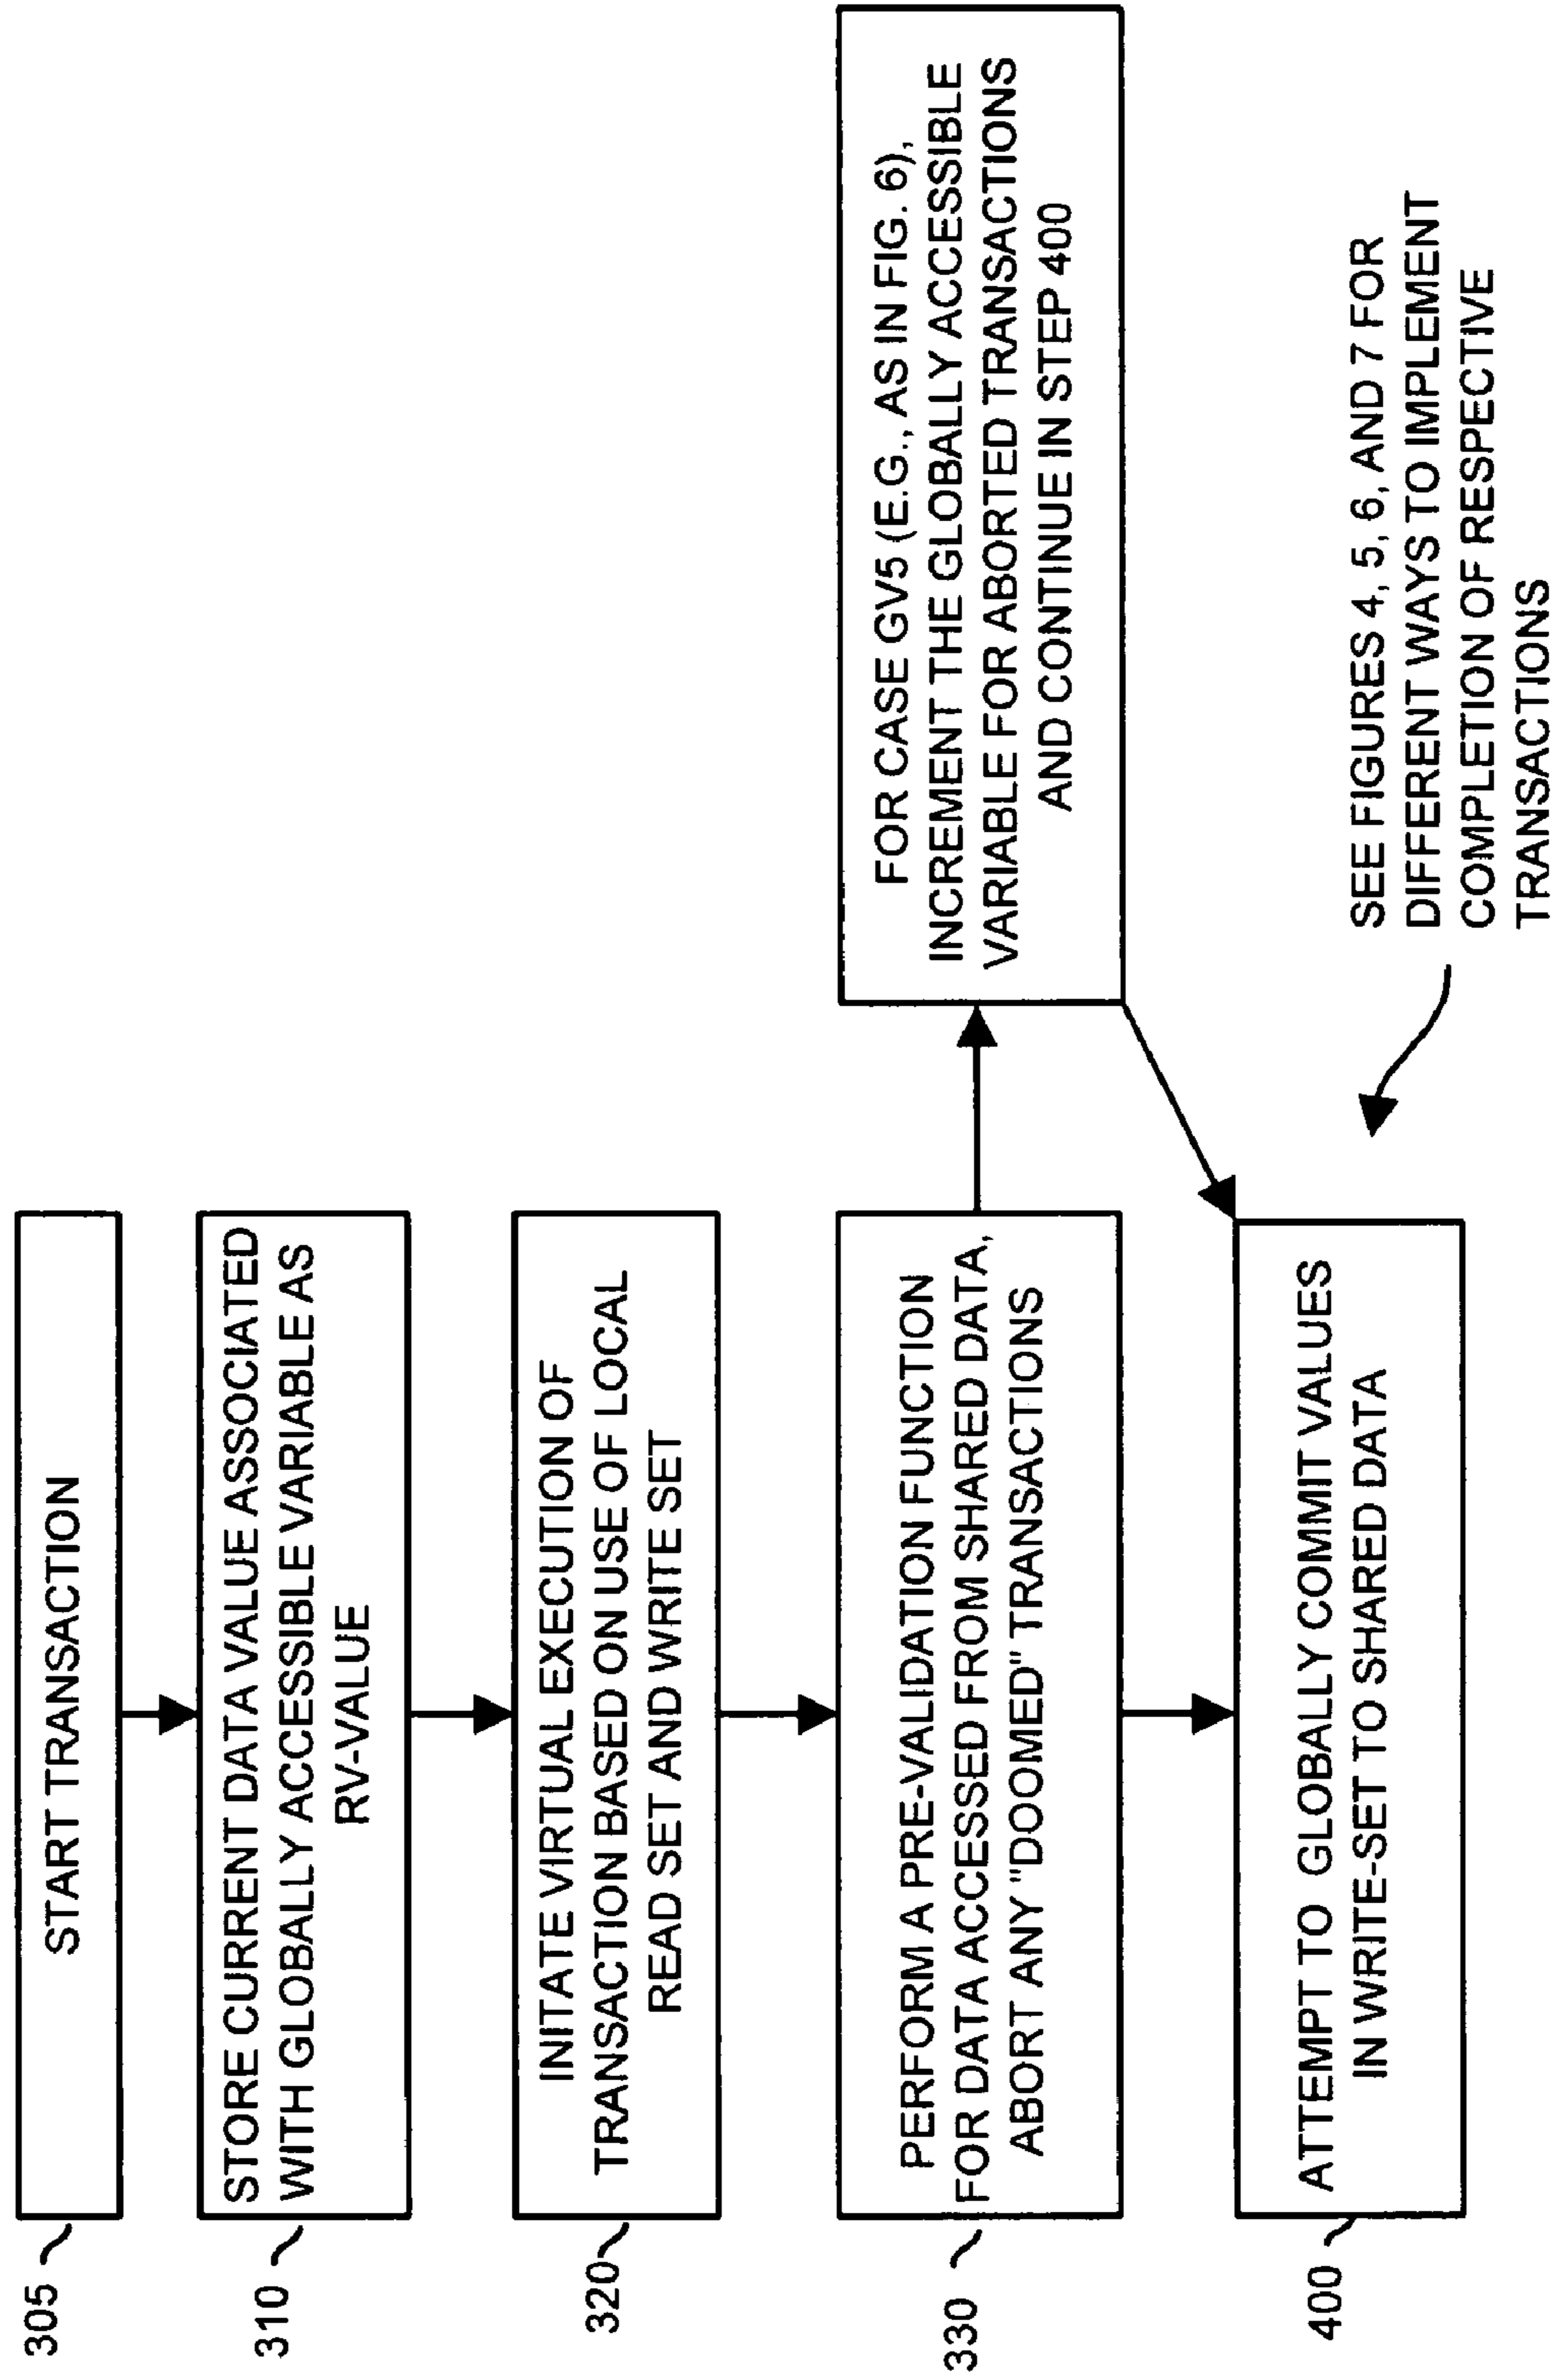 305
START TRANSACTION
310
STORE CURRENT DATA VALUE ASSOCIATED
WITH GLOBALLY ACCESSIBLE VARIABLE AS
RV-VALUE
320
INITATE VIRTUAL EXECUTION OF
TRANSACTION BASED ON USE OF LOCAL
READ SET AND WRITE SET
330
PERFORM A PRE-VALIDATION FUNCTION
FOR DATA ACCESSED FROM SHARED DATA,
ABORT ANY "DOOMED" TRANSACTIONS
FOR CASE GV5 (E.G., AS IN FIG. 6),
INCREMENT THE GLOBALLY ACCESSIBLE
VARIABLE FOR ABORTED TRANSACTIONS
AND CONTINUE IN STEP 400
400
ATTEMPT TO GLOBALLY COMMIT VALUES
IN WRITE-SET TO SHARED DATA
SEE FIGURES 4, 5, 6, AND 7 FOR
DIFFERENT WAYS TO IMPLEMENT
COMPLETION OF RESPECTIVE
TRANSACTIONS